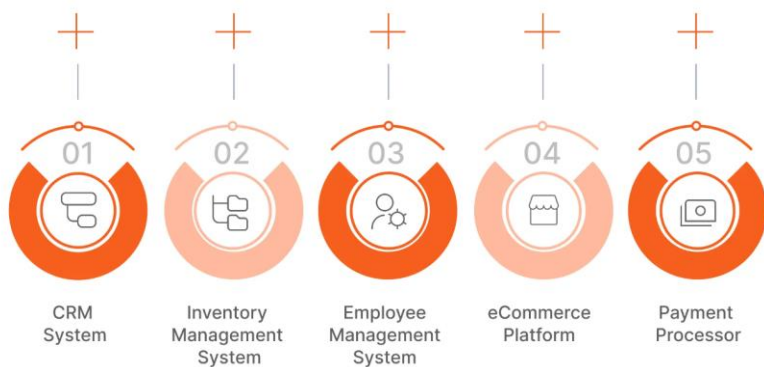 01
02
03
04
05
CRM
System
Inventory
Management
System
Employee
Management
System
eCommerce
Platform
Payment
Processor